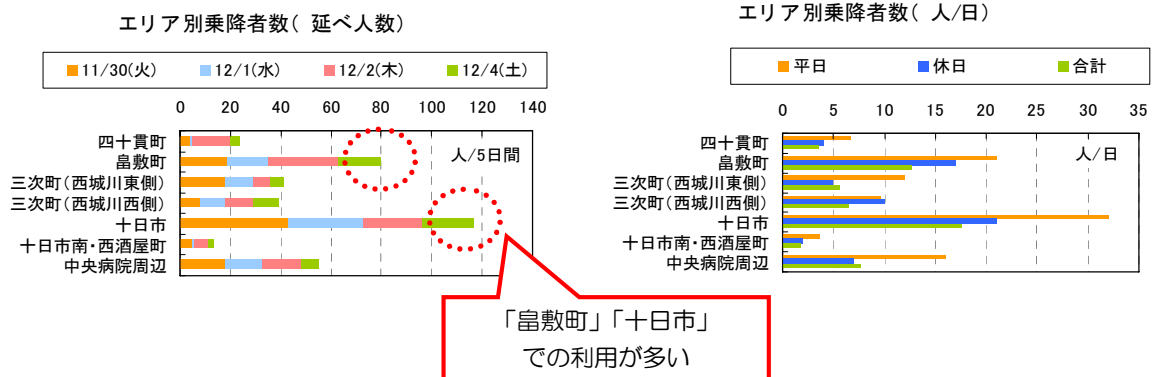 エリア別乗降者数( 延べ人数)
11/30(火) 12/1(水) 12/2(木) 12/4(土)
0 20 40 60 80 100 120 140
人/5日間
四十貫町
畠敷町
三次町(西城川東側)
三次町(西城川西側)
十日市
十日市南・西酒屋町
中央病院周辺
エリア別乗降者数( 人/日)
平日 休日 合計
0 5 10 15 20 25 30 35
人/日
四十貫町
畠敷町
三次町(西城川東側)
三次町(西城川西側)
十日市
十日市南・西酒屋町
中央病院周辺
「畠敷町」「十日市」
での利用が多い